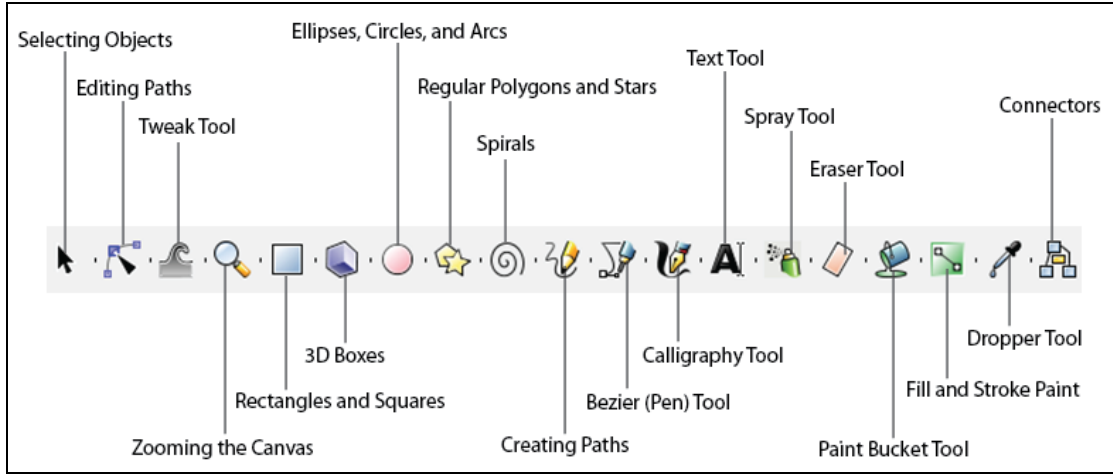 Selecting Objects
Ellipses, Circles, and Arcs
Text Tool
Editing Paths
Regular Polygons and Stars
Connectors
Tweak Tool
Spray Tool
Spirals
Eraser Tool
A
3D Boxes
Calligraphy Tool
Dropper Tool
Rectangles and Squares
Bezier (Pen) Tool
Fill and Stroke Paint
Zooming the Canvas
Creating Paths
Paint Bucket Tool